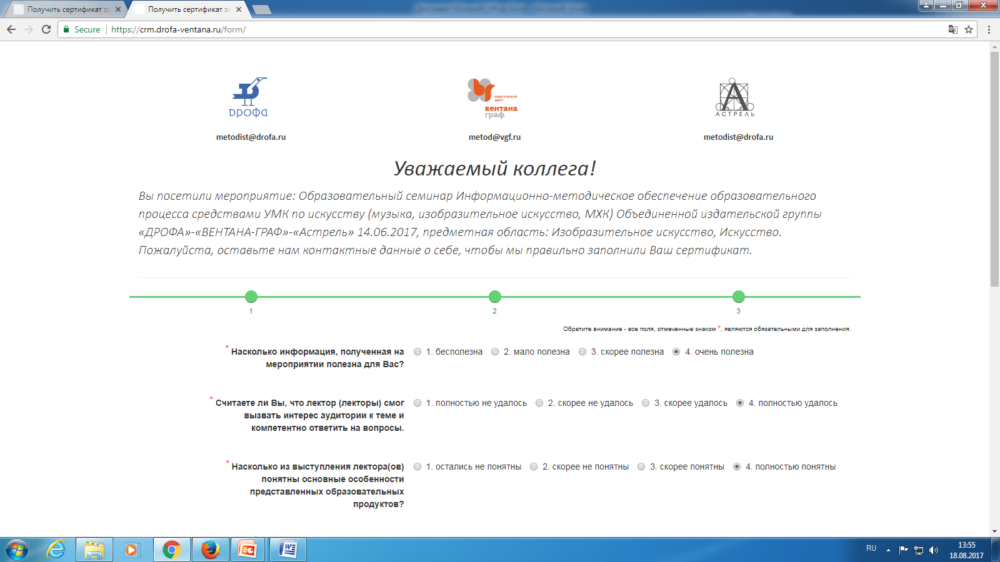 Получить сертификат за
Получить сертификат за
Secure
https://crm.drofa-ventana.ru/form/
ДРОФА
ИЗДАТЕЛЬСКИЙ
ЦЕНТР
вентана
граф
АСТРЕЛЬ
metodist@drofa.ru
metod@vgf.ru
metodist@drofa.ru
Уважаемый коллега!
Вы посетили мероприятие: Образовательный семинар Информационно-методическое обеспечение образовательного
процесса средствами УМК по искусству (музыка, изобразительное искусство, МХК) Объединенной издательской группы
«ДРОФА»-«ВЕНТАНА-ГРАФ»-«Астрель» 14.06.2017, предметная область: Изобразительное искусство, Искусство.
Пожалуйста, оставьте нам контактные данные о себе, чтобы мы правильно заполнили Ваш сертификат.
1
2
3
Обратите внимание - все поля, отмеченные знаком *, являются обязательными для заполнения.
* Насколько информация, полученная на
мероприятии полезна для Вас?
1. бесполезна 2. мало полезна 3. скорее полезна 4. очень полезна
* Считаете ли Вы, что лектор (лекторы) смог
вызвать интерес аудитории к теме и
компетентно ответить на вопросы.
1. полностью не удалось 2. скорее не удалось 3. скорее удалось 4. полностью удалось
* Насколько из выступления лектора(ов)
понятны основные особенности
представленных образовательных
продуктов?
1. остались не понятны 2. скорее не понятны 3. скорее понятны 4. полностью понятны
RU
13:55
18.08.2017